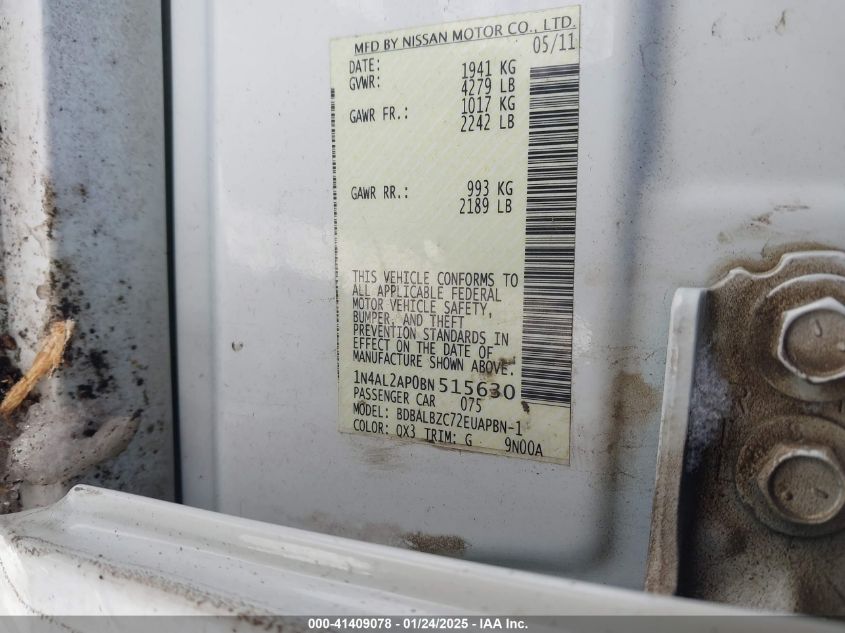 MFD BY NISSAN MOTOR CO., LTD.
DATE: 05/11
GVWR: 1941 KG
4279 LB
GAWR FR.: 1017 KG
2242 LB
GAWR RR.: 993 KG
2189 LB
THIS VEHICLE CONFORMS TO
ALL APPLICABLE FEDERAL
MOTOR VEHICLE SAFETY,
BUMPER, AND THEFT
PREVENTION STANDARDS IN
EFFECT ON THE DATE OF
MANUFACTURE SHOWN ABOVE.
1N4AL2AP0BN515630
PASSENGER CAR 075
MODEL: BDBALBZC72EUAPBN-1
COLOR: QX3 TRIM: G 9N00A
000-41409078 - 01/24/2025 - IAA Inc.